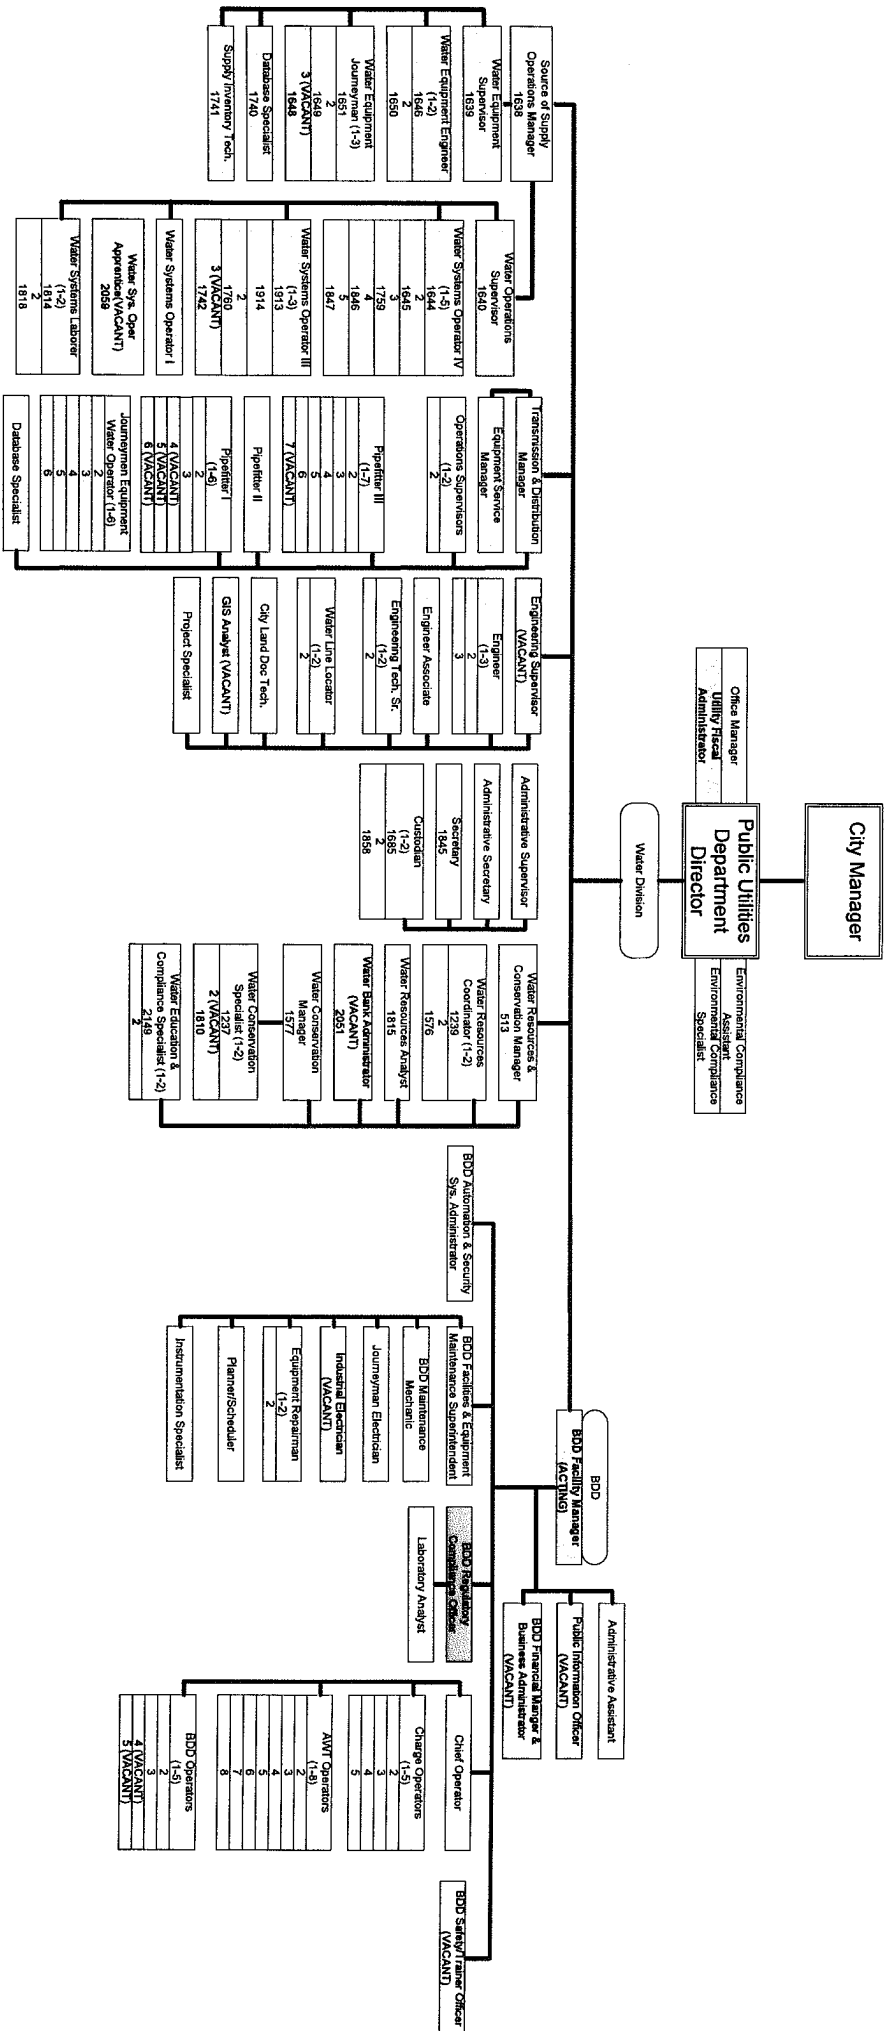 City Manager
Public Utilities
Department
Director
Office Manager
Utility Fiscal
Administrator
Environmental Compliance
Assistant
Environmental Compliance
Specialist
Water Division
Source of Supply
Operations Manager
1638
Water Equipment
Supervisor
1639
Water Equipment Engineer
(1-2)
1646
2
1650
Water Equipment
Journeyman (1-3)
1651
2
1649
3 (VACANT)
1648
Database Specialist
1740
Supply Inventory Tech.
1741
Water Operations
Supervisor
1640
Water Systems Operator IV
(1-5)
1644
2
1645
3
1759
4
1846
5
1847
Water Systems Operator III
(1-3)
1913
1914
2
1760
3 (VACANT)
1742
Water Systems Operator I
Water Sys. Oper
Apprentice(VACANT)
2059
Water Systems Laborer
(1-2)
1814
2
1818
Transmission & Distribution
Manager
Equipment Service
Manager
Operations Supervisors
(1-2)
2
Pipefitter III
(1-7)
2
3
4
5
6
7 (VACANT)
Pipefitter II
Pipefitter I
(1-6)
2
3
4 (VACANT)
5 (VACANT)
6 (VACANT)
Journeymen Equipment
Water Operator (1-6)
2
3
4
5
6
Database Specialist
Engineering Supervisor
(VACANT)
Engineer
(1-3)
2
3
Engineer Associate
Engineering Tech. Sr.
(1-2)
2
Water Line Locator
(1-2)
2
City Land Doc Tech.
GIS Analyst (VACANT)
Project Specialist
Administrative Supervisor
Administrative Secretary
Secretary
1845
Custodian
(1-2)
1685
2
1858
Water Resources &
Conservation Manager
513
Water Resources
Coordinator (1-2)
1239
2
1576
Water Resources Analyst
1815
Water Bank Administrator
(VACANT)
2051
Water Conservation
Manager
1577
Water Conservation
Specialist (1-2)
1237
2 (VACANT)
1810
Water Education &
Compliance Specialist (1-2)
2149
2
BDD
BDD Facility Manager
(ACTING)
Administrative Assistant
Public Information Officer
(VACANT)
BDD Financial Manger &
Business Administrator
(VACANT)
BDD Automation & Security
Sys. Administrator
BDD Facilities & Equipment
Maintenance Superintendent
BDD Maintenance
Mechanic
Journeyman Electrician
Industrial Electrician
(VACANT)
Equipment Repairman
(1-2)
2
Planner/Scheduler
Instrumentation Specialist
BDD Regulatory
Compliance Officer
Laboratory Analyst
Chief Operator
Charge Operators
(1-5)
2
3
4
5
AWT Operators
(1-8)
2
3
4
5
6
7
8
BDD Operators
(1-5)
2
3
4 (VACANT)
5 (VACANT)
BDD Safety/Trainer Officer
(VACANT)